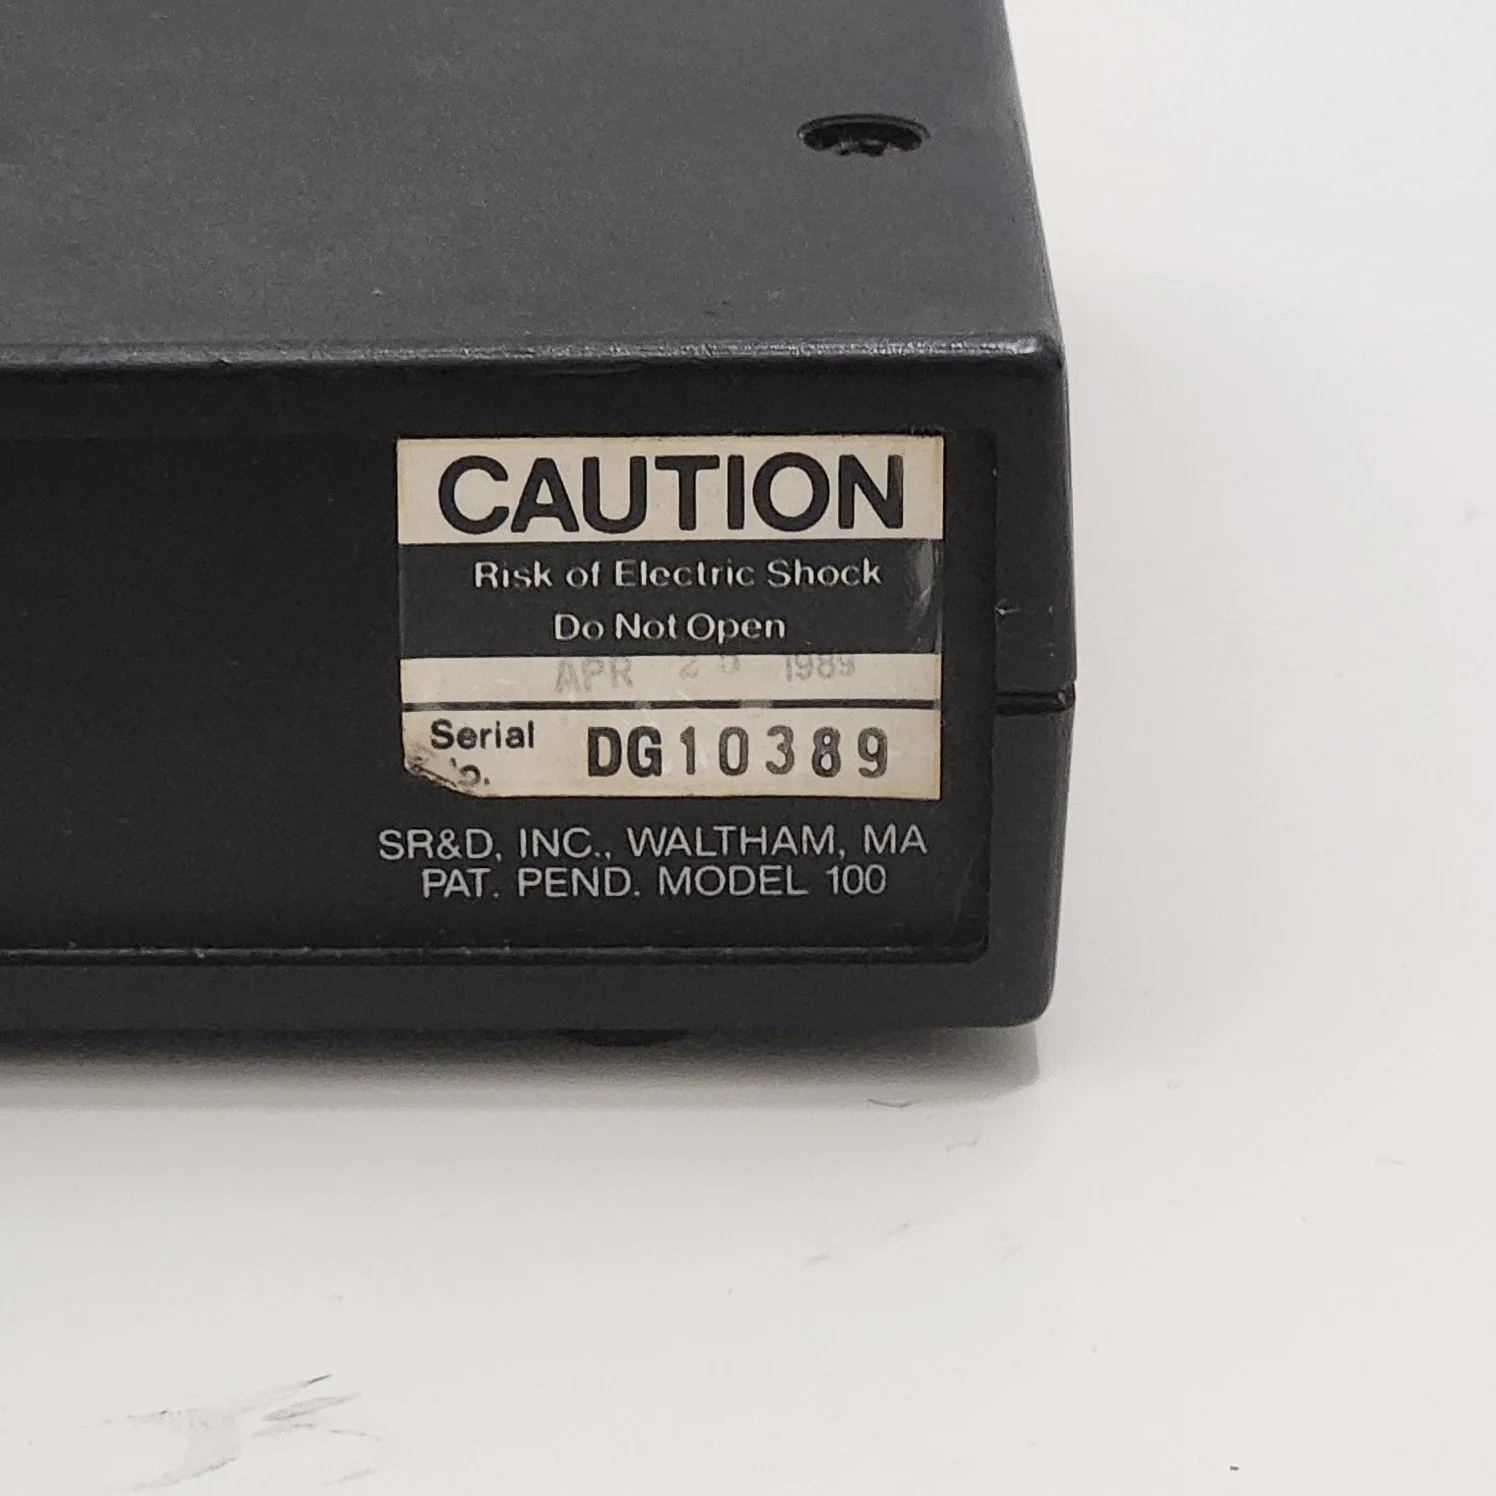 CAUTION
Risk of Electric Shock
Do Not Open
APR 1989
Serial DG10389
SR&D, INC., WALTHAM, MA
PAT. PEND. MODEL 100